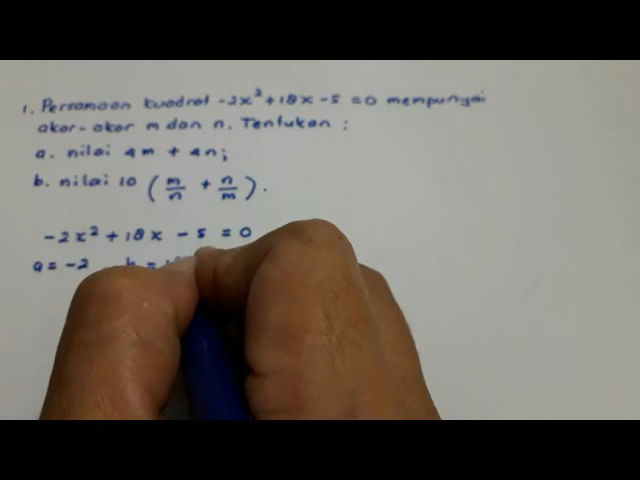 1. Persamaan kuadrat -2x² + 18x - 5 = 0 mempunyai
akar-akar m dan n. Tentukan :
a. nilai 4m + 4n;
b. nilai 10 (m/n + n/m).
-2x² + 18x - 5 = 0
a = -2 b =